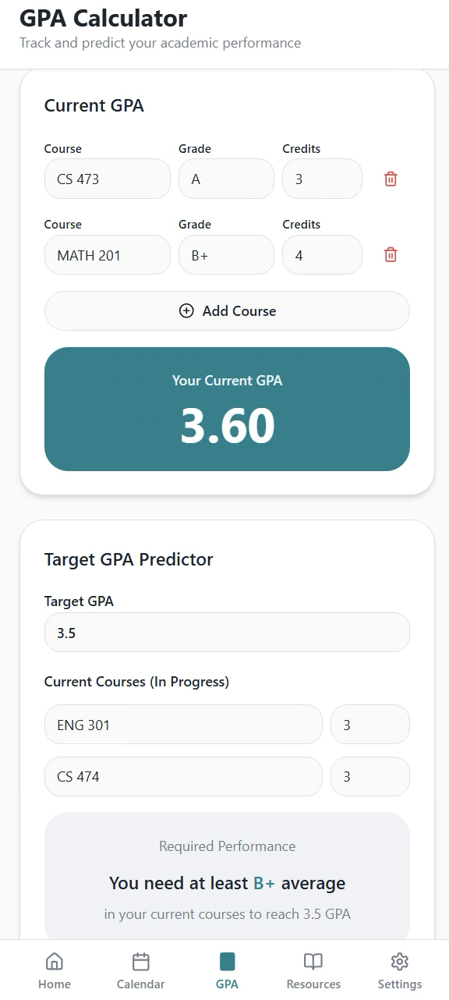 GPA Calculator
Track and predict your academic performance
Current GPA
Course Grade Credits
CS 473 A 3
Course Grade Credits
MATH 201 B+ 4
Add Course
Your Current GPA
3.60
Target GPA Predictor
Target GPA
3.5
Current Courses (In Progress)
ENG 301 3
CS 474 3
Required Performance
You need at least B+ average
in your current courses to reach 3.5 GPA
Home Calendar GPA Resources Settings